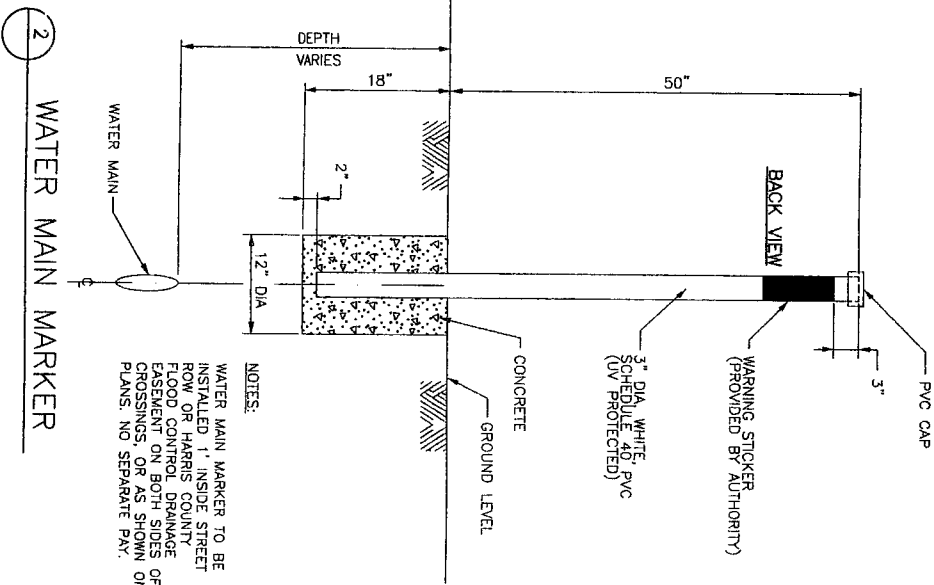 PVC CAP
3"
WARNING STICKER
(PROVIDED BY AUTHORITY)
BACK VIEW
3" DIA, WHITE,
SCHEDULE 40 PVC
(UV PROTECTED)
50"
GROUND LEVEL
CONCRETE
18"
DEPTH
VARIES
2"
12" DIA
WATER MAIN
NOTES:
WATER MAIN MARKER TO BE
INSTALLED 1' INSIDE STREET
ROW OR HARRIS COUNTY
FLOOD CONTROL DRAINAGE
EASEMENT ON BOTH SIDES OF
CROSSINGS, OR AS SHOWN ON
PLANS. NO SEPARATE PAY.
2
WATER MAIN MARKER